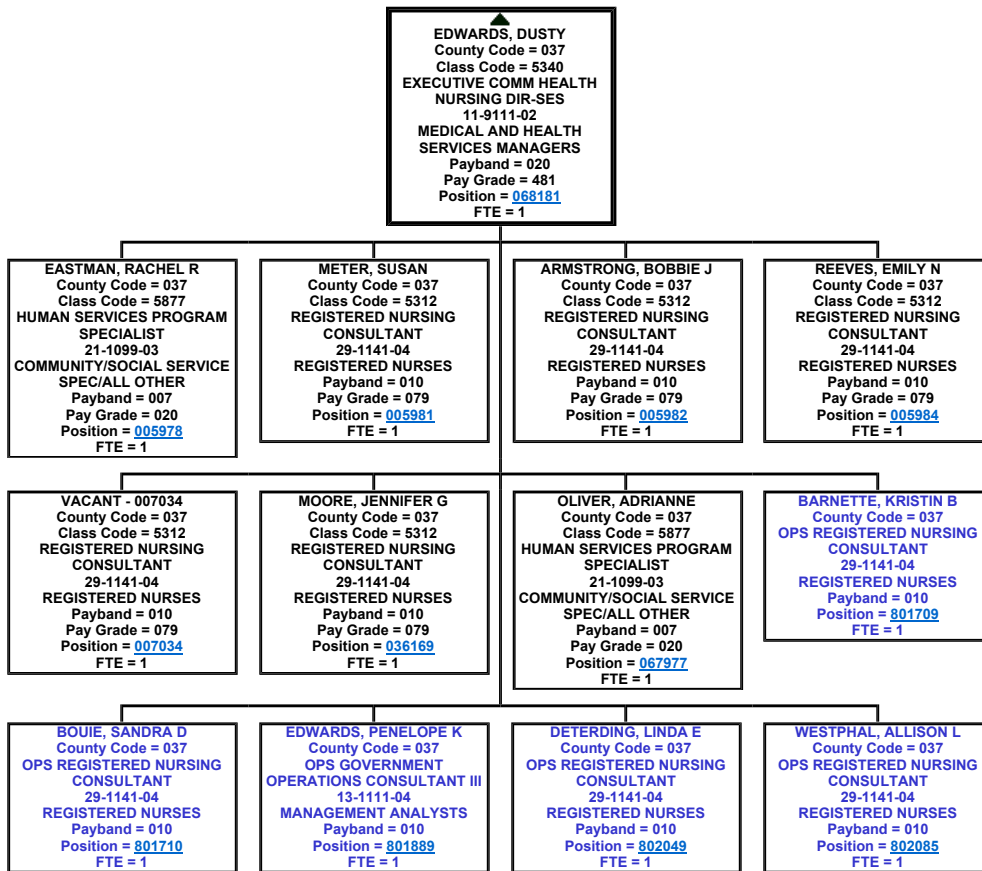 EDWARDS, DUSTY
County Code = 037
Class Code = 5340
EXECUTIVE COMM HEALTH
NURSING DIR-SES
11-9111-02
MEDICAL AND HEALTH
SERVICES MANAGERS
Payband = 020
Pay Grade = 481
Position = 068181
FTE = 1
EASTMAN, RACHEL R
County Code = 037
Class Code = 5877
HUMAN SERVICES PROGRAM
SPECIALIST
21-1099-03
COMMUNITY/SOCIAL SERVICE
SPEC/ALL OTHER
Payband = 007
Pay Grade = 020
Position = 005978
FTE = 1
METER, SUSAN
County Code = 037
Class Code = 5312
REGISTERED NURSING
CONSULTANT
29-1141-04
REGISTERED NURSES
Payband = 010
Pay Grade = 079
Position = 005981
FTE = 1
ARMSTRONG, BOBBIE J
County Code = 037
Class Code = 5312
REGISTERED NURSING
CONSULTANT
29-1141-04
REGISTERED NURSES
Payband = 010
Pay Grade = 079
Position = 005982
FTE = 1
REEVES, EMILY N
County Code = 037
Class Code = 5312
REGISTERED NURSING
CONSULTANT
29-1141-04
REGISTERED NURSES
Payband = 010
Pay Grade = 079
Position = 005984
FTE = 1
VACANT - 007034
County Code = 037
Class Code = 5312
REGISTERED NURSING
CONSULTANT
29-1141-04
REGISTERED NURSES
Payband = 010
Pay Grade = 079
Position = 007034
FTE = 1
MOORE, JENNIFER G
County Code = 037
Class Code = 5312
REGISTERED NURSING
CONSULTANT
29-1141-04
REGISTERED NURSES
Payband = 010
Pay Grade = 079
Position = 036169
FTE = 1
OLIVER, ADRIANNE
County Code = 037
Class Code = 5877
HUMAN SERVICES PROGRAM
SPECIALIST
21-1099-03
COMMUNITY/SOCIAL SERVICE
SPEC/ALL OTHER
Payband = 007
Pay Grade = 020
Position = 067977
FTE = 1
BARNETTE, KRISTIN B
County Code = 037
OPS REGISTERED NURSING
CONSULTANT
29-1141-04
REGISTERED NURSES
Payband = 010
Position = 801709
FTE = 1
BOUIE, SANDRA D
County Code = 037
OPS REGISTERED NURSING
CONSULTANT
29-1141-04
REGISTERED NURSES
Payband = 010
Position = 801710
FTE = 1
EDWARDS, PENELOPE K
County Code = 037
OPS GOVERNMENT
OPERATIONS CONSULTANT III
13-1111-04
MANAGEMENT ANALYSTS
Payband = 010
Position = 801889
FTE = 1
DETERDING, LINDA E
County Code = 037
OPS REGISTERED NURSING
CONSULTANT
29-1141-04
REGISTERED NURSES
Payband = 010
Position = 802049
FTE = 1
WESTPHAL, ALLISON L
County Code = 037
OPS REGISTERED NURSING
CONSULTANT
29-1141-04
REGISTERED NURSES
Payband = 010
Position = 802085
FTE = 1